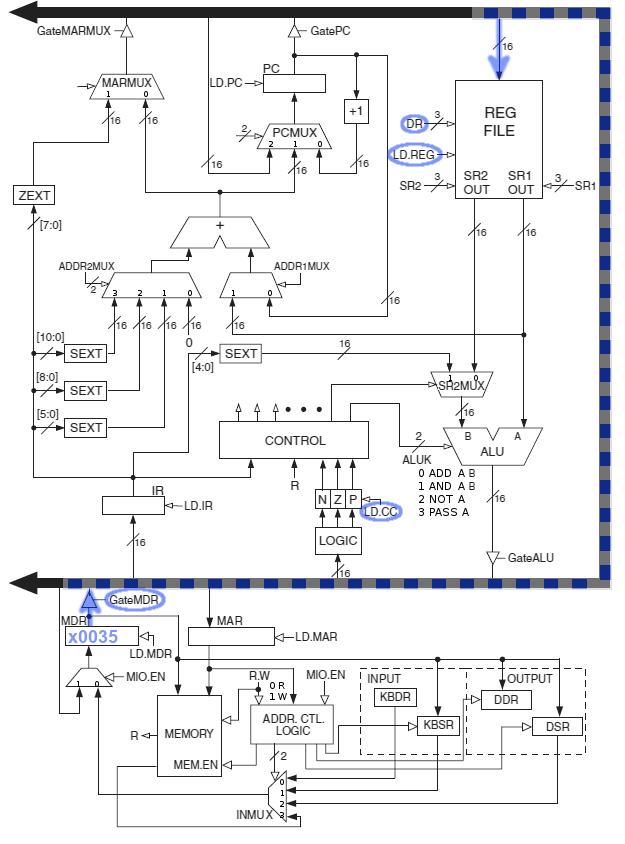 GateMARMUX
GatePC
16
MARMUX
1 0
16 16
LD.PC
PC
+1
2
PCMUX
2 1 0
16 16 16
REG
FILE
DR 3
LD.REG
SR2 3
SR2
OUT
SR1
OUT
3 SR1
16 16
ZEXT
[7:0]
+
ADDR2MUX
2
3 2 1 0
16 16 16 16
0
ADDR1MUX
1 0
16
[10:0]
SEXT
[8:0]
SEXT
[5:0]
SEXT
SEXT
[4:0]
16
1 0
SR2MUX
16
CONTROL
R
2
ALUK
B A
ALU
0 ADD A B
1 AND A B
2 NOT A
3 PASS A
16
GateALU
IR
LD.IR
16
N Z P
LD.CC
LOGIC
16
GateMDR
MDR
x0035
LD.MDR
MAR
LD.MAR
MIO.EN
1 0
R.W
0 R
1 W
MIO.EN
R
MEMORY
MEM.EN
ADDR. CTL.
LOGIC
2
INPUT
KBDR
KBSR
OUTPUT
DDR
DSR
0
1
2
3
INMUX